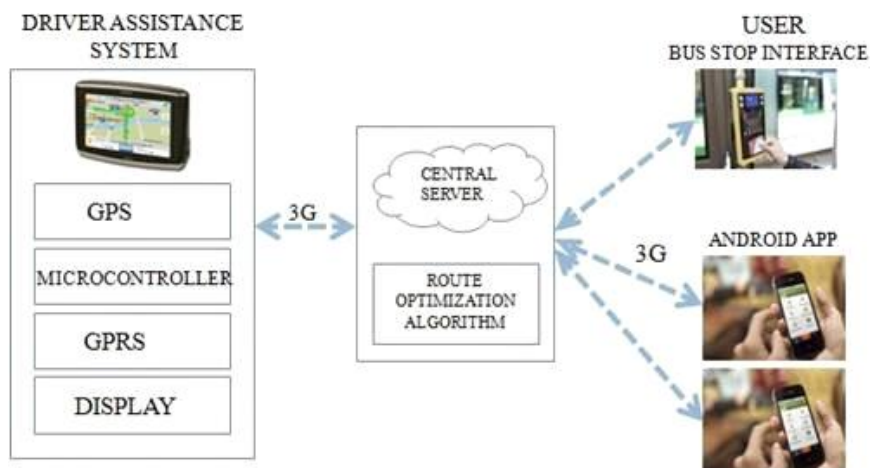 DRIVER ASSISTANCE
SYSTEM
GPS
MICROCONTROLLER
GPRS
DISPLAY
3G
CENTRAL
SERVER
ROUTE
OPTIMIZATION
ALGORITHM
USER
BUS STOP INTERFACE
3G
ANDROID APP